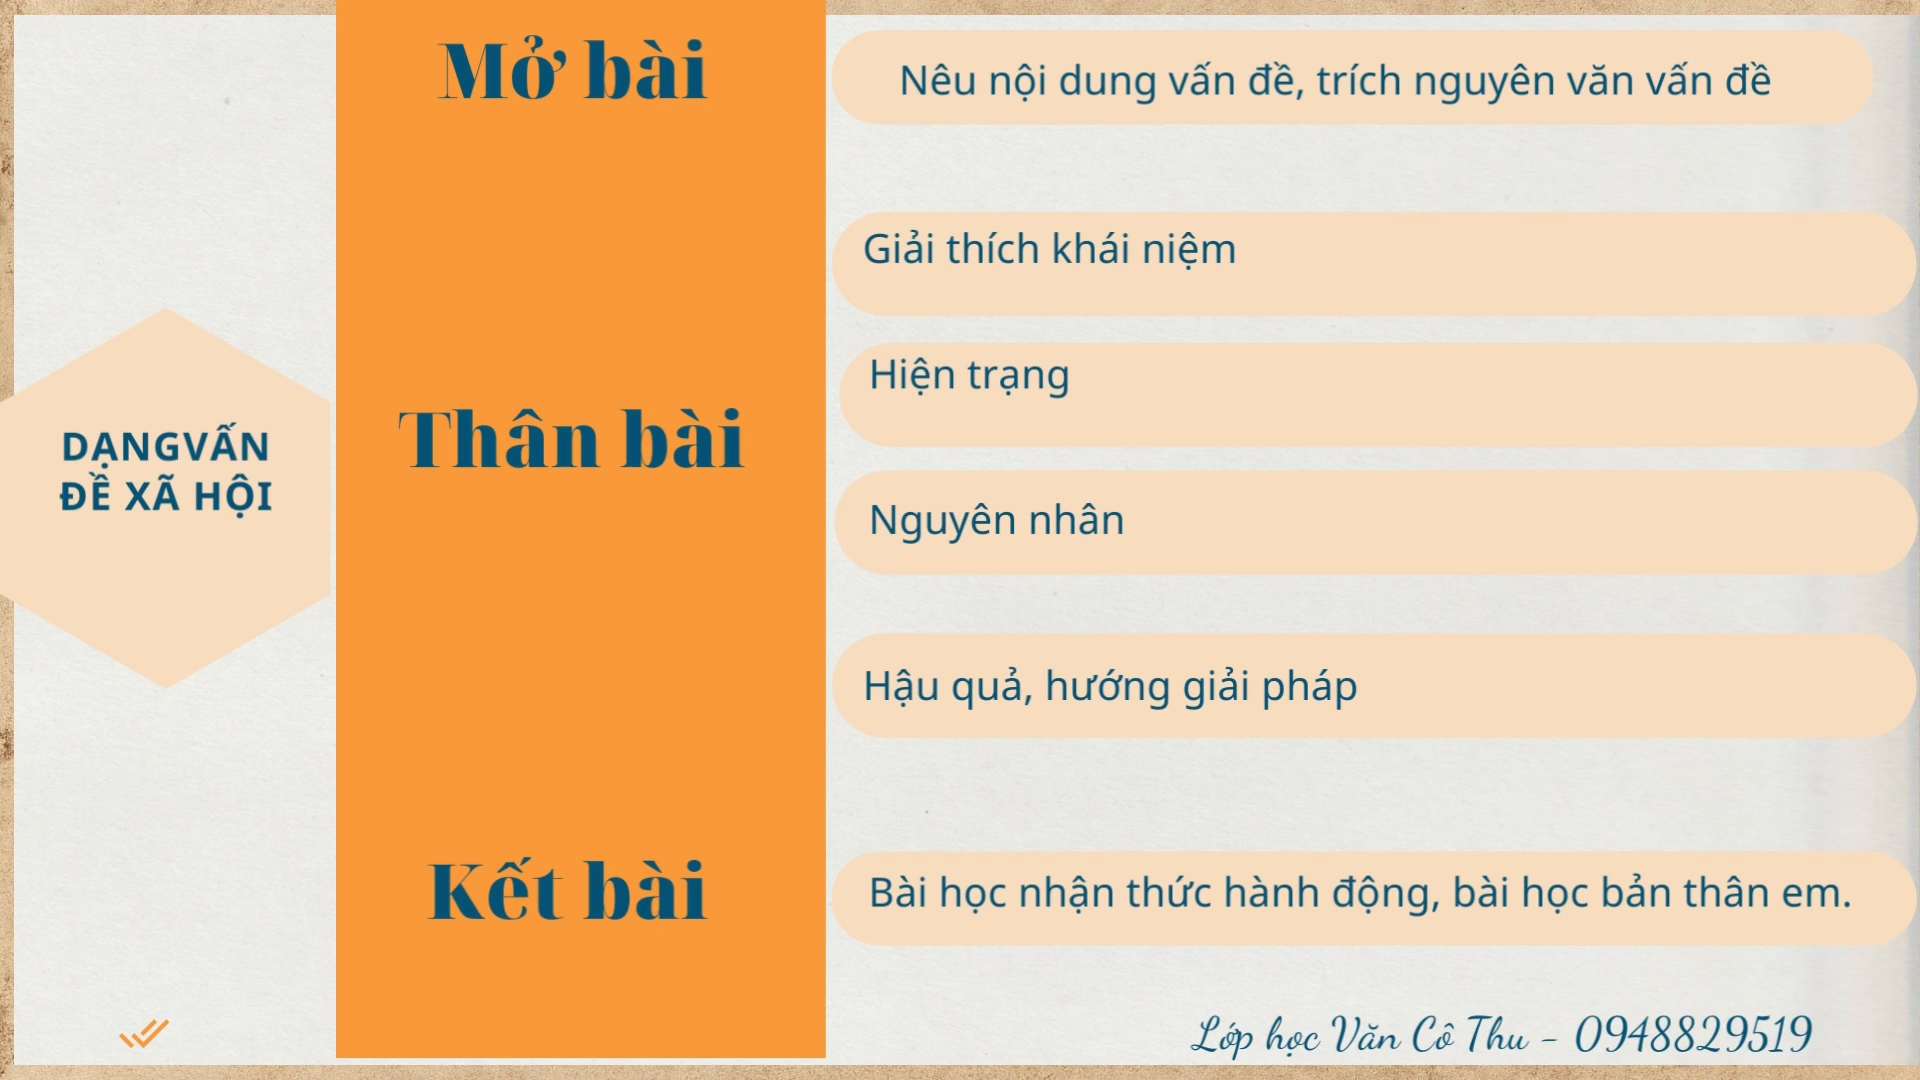 Mở bài
Nêu nội dung vấn đề, trích nguyên văn vấn đề
Giải thích khái niệm
Hiện trạng
DẠNGVẤN
ĐỀ XÃ HỘI
Thân bài
Nguyên nhân
Hậu quả, hướng giải pháp
Kết bài
Bài học nhận thức hành động, bài học bản thân em.
Lớp học Văn Cô Thu - 0948829519